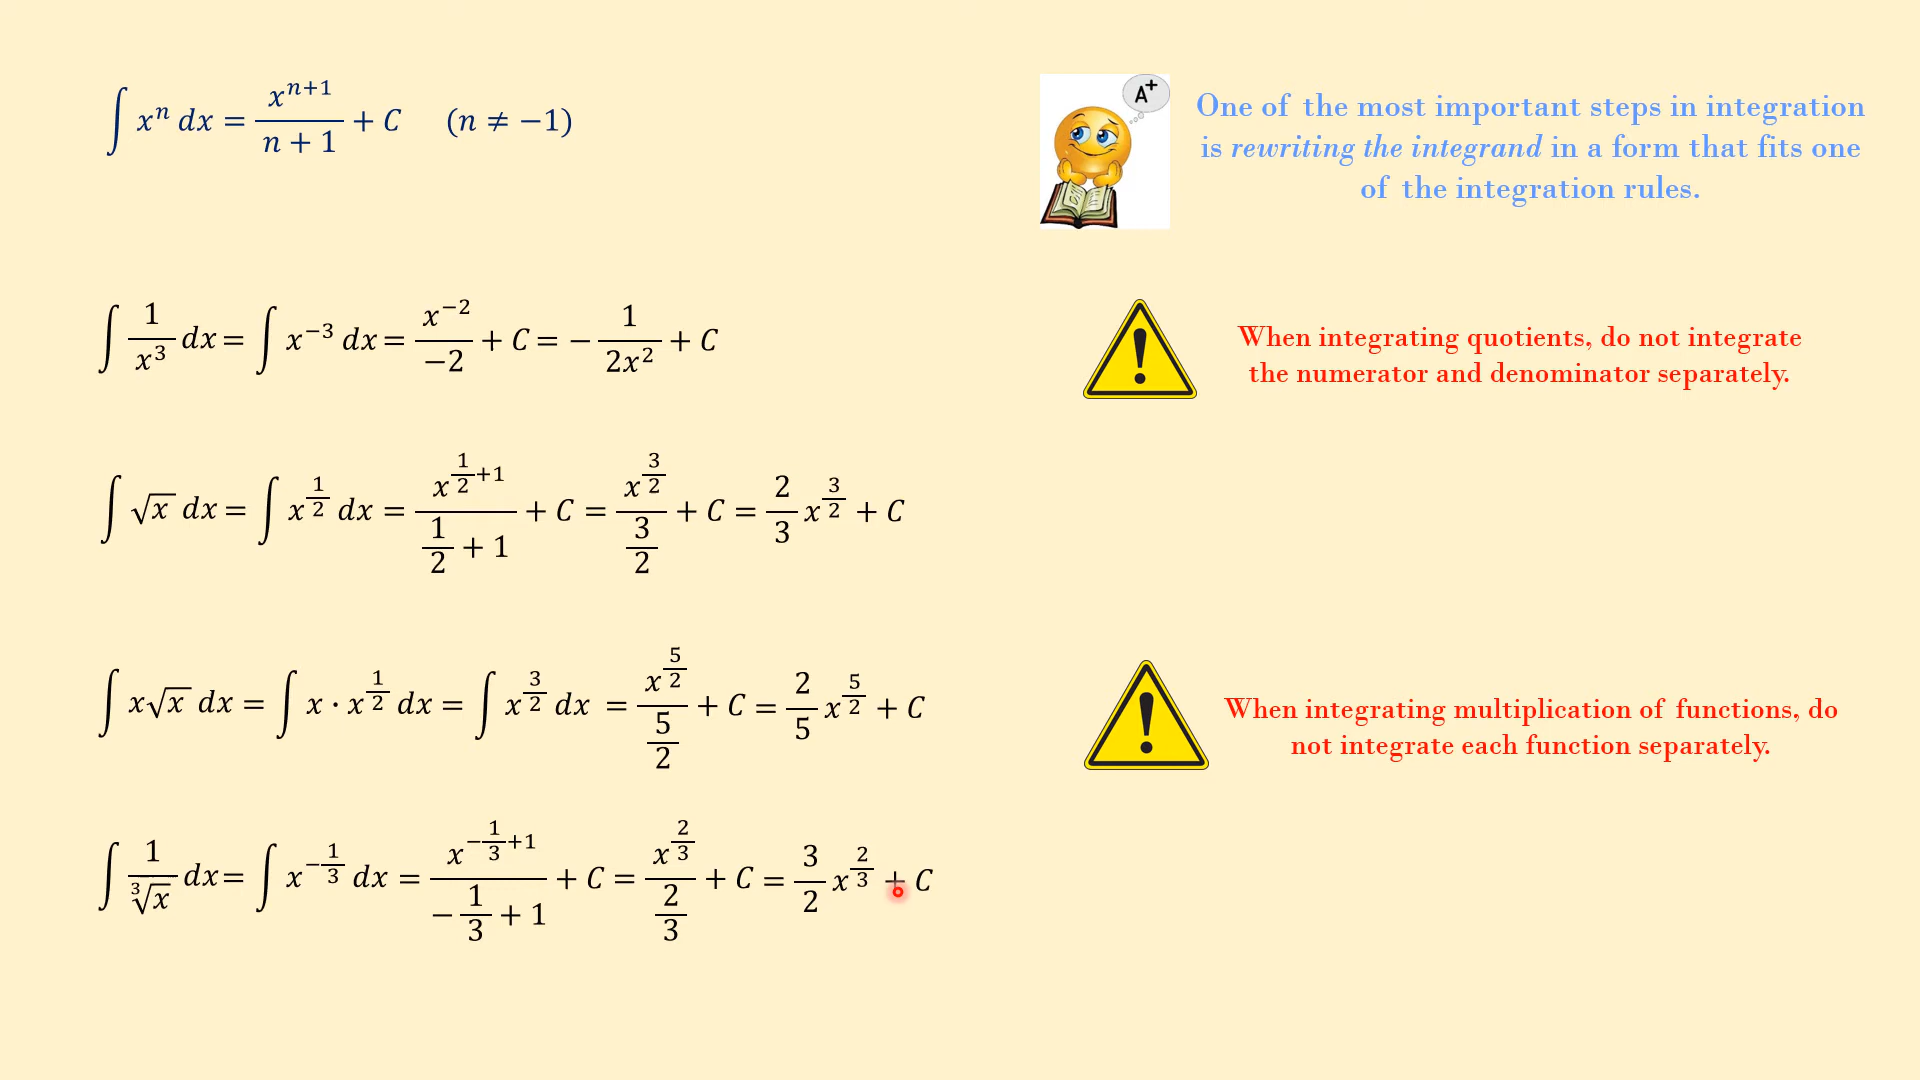 ∫ xⁿ dx = xⁿ⁺¹/(n + 1) + C (n ≠ −1)
A⁺
One of the most important steps in integration
is rewriting the integrand in a form that fits one
of the integration rules.
∫ 1/x³ dx = ∫ x⁻³ dx = x⁻²/−2 + C = − 1/(2x²) + C
When integrating quotients, do not integrate
the numerator and denominator separately.
∫ √x dx = ∫ x^(1/2) dx = x^(1/2+1)/(1/2 + 1) + C = x^(3/2)/(3/2) + C = 2/3 x^(3/2) + C
∫ x√x dx = ∫ x · x^(1/2) dx = ∫ x^(3/2) dx = x^(5/2)/(5/2) + C = 2/5 x^(5/2) + C
When integrating multiplication of functions, do
not integrate each function separately.
∫ 1/∛x dx = ∫ x^(−1/3) dx = x^(−1/3+1)/(−1/3 + 1) + C = x^(2/3)/(2/3) + C = 3/2 x^(2/3) + C